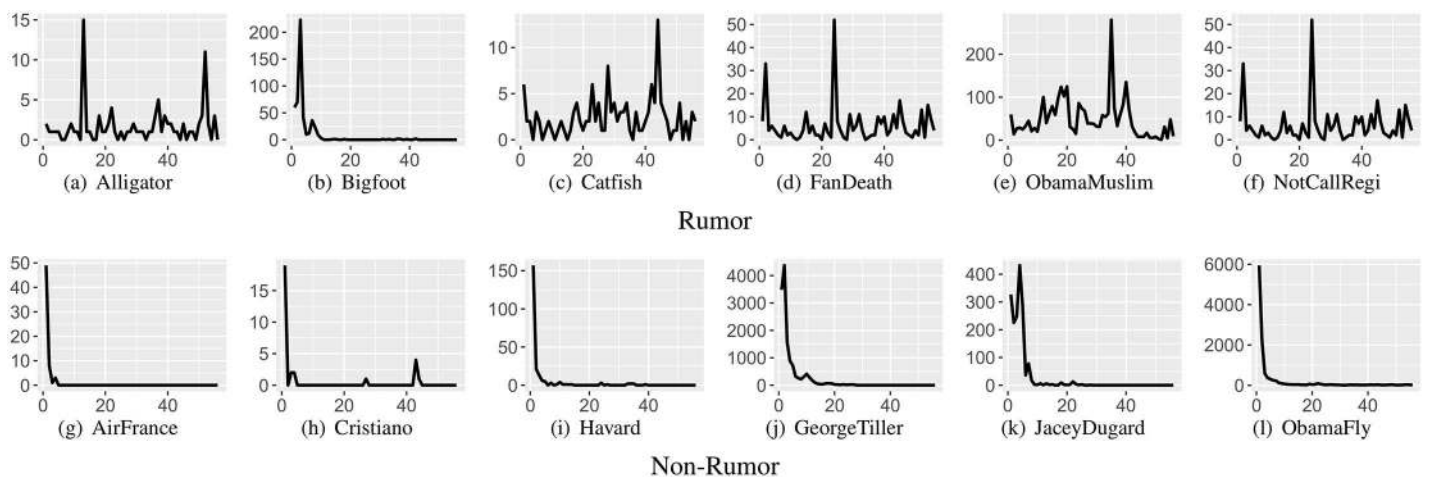 15
10
5
0
0 20 40
(a) Alligator
200
150
100
50
0
0 20 40
(b) Bigfoot
10
5
0
0 20 40
(c) Catfish
50
40
30
20
10
0
0 20 40
(d) FanDeath
200
100
0
0 20 40
(e) ObamaMuslim
50
40
30
20
10
0
0 20 40
(f) NotCallRegi
Rumor
50
40
30
20
10
0
0 20 40
(g) AirFrance
15
10
5
0
0 20 40
(h) Cristiano
150
100
50
0
0 20 40
(i) Havard
4000
3000
2000
1000
0
0 20 40
(j) GeorgeTiller
400
300
200
100
0
0 20 40
(k) JaceyDugard
6000
4000
2000
0
0 20 40
(l) ObamaFly
Non-Rumor